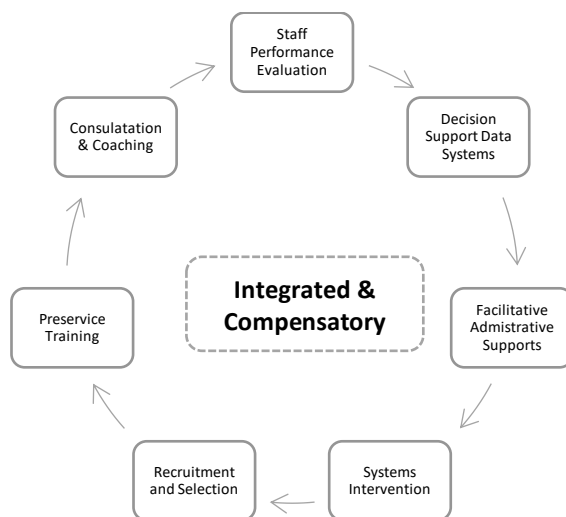 Staff
Performance
Evaluation
Decision
Support Data
Systems
Facilitative
Admistrative
Supports
Systems
Intervention
Recruitment
and Selection
Preservice
Training
Consulatation
& Coaching
Integrated &
Compensatory